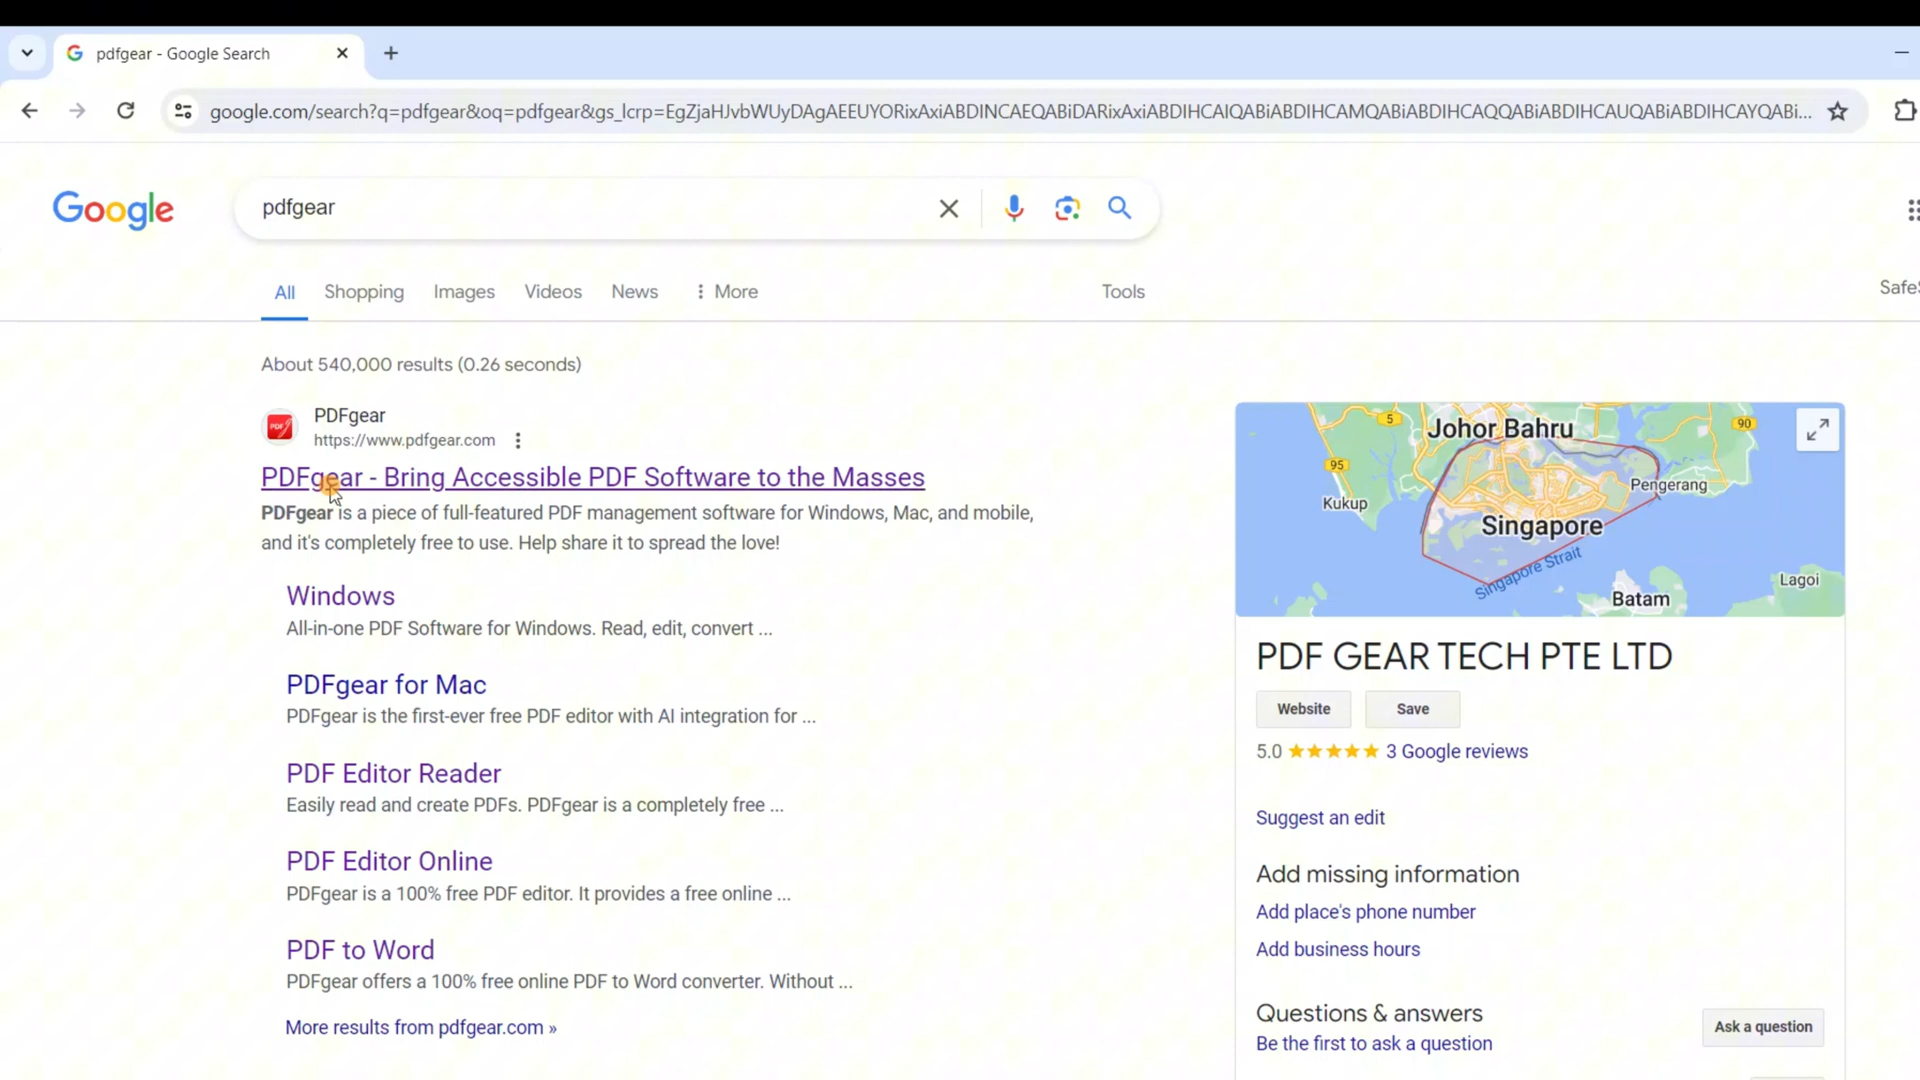 pdfgear - Google Search
google.com/search?q=pdfgear&oq=pdfgear&gs_lcrp=EgZjaHJvbWUyDAgAEEUYORixAxiABDINCAEQABiDARixAxiABDIHCAIQABiABDIHCAMQABiABDIHCAQQABiABDIHCAUQABiABDIHCAYQABi...
Google
pdfgear
All Shopping Images Videos News More Tools
About 540,000 results (0.26 seconds)
PDFgear
https://www.pdfgear.com
PDFgear - Bring Accessible PDF Software to the Masses
PDFgear is a piece of full-featured PDF management software for Windows, Mac, and mobile,
and it's completely free to use. Help share it to spread the love!
Windows
All-in-one PDF Software for Windows. Read, edit, convert ...
PDFgear for Mac
PDFgear is the first-ever free PDF editor with AI integration for ...
PDF Editor Reader
Easily read and create PDFs. PDFgear is a completely free ...
PDF Editor Online
PDFgear is a 100% free PDF editor. It provides a free online ...
PDF to Word
PDFgear offers a 100% free online PDF to Word converter. Without ...
More results from pdfgear.com »
5
Johor Bahru
90
95
Kukup
Pengerang
Singapore
Singapore Strait
Lagoi
Batam
PDF GEAR TECH PTE LTD
Website Save
5.0 3 Google reviews
Suggest an edit
Add missing information
Add place's phone number
Add business hours
Questions & answers
Ask a question
Be the first to ask a question